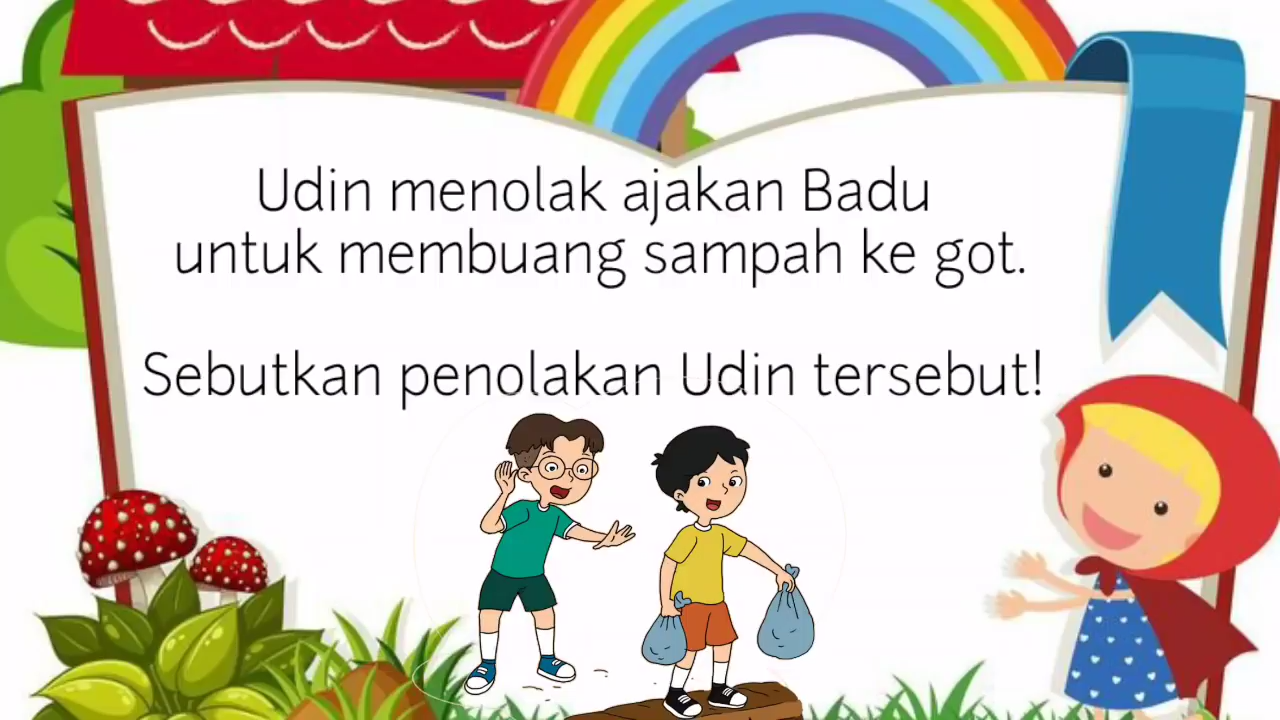 Udin menolak ajakan Badu
untuk membuang sampah ke got.
Sebutkan penolakan Udin tersebut!